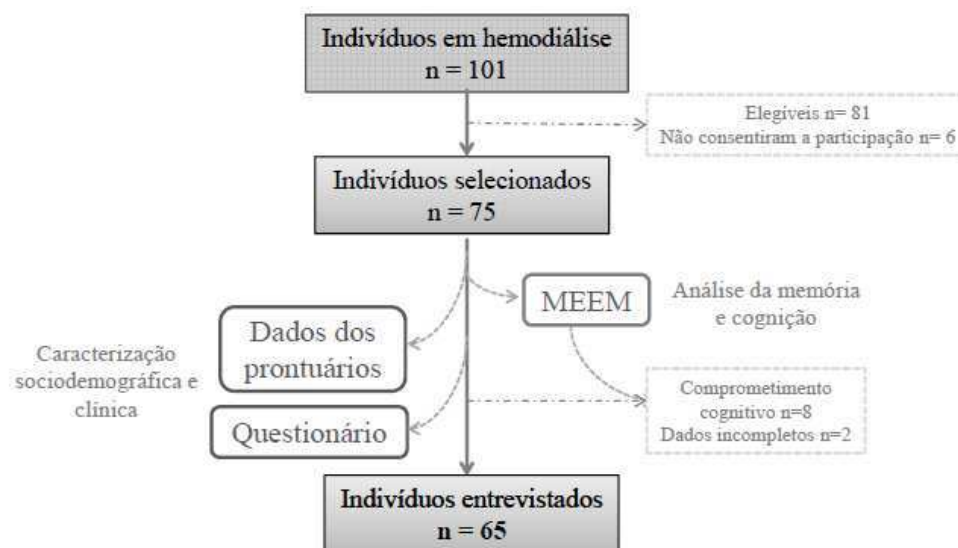 Indivíduos em hemodiálise
n = 101
Elegíveis n= 81
Não consentiram a participação n= 6
Indivíduos selecionados
n = 75
MEEM
Análise da memória
e cognição
Dados dos
prontuários
Caracterização
sociodemográfica e
clínica
Questionário
Comprometimento
cognitivo n=8
Dados incompletos n=2
Indivíduos entrevistados
n = 65